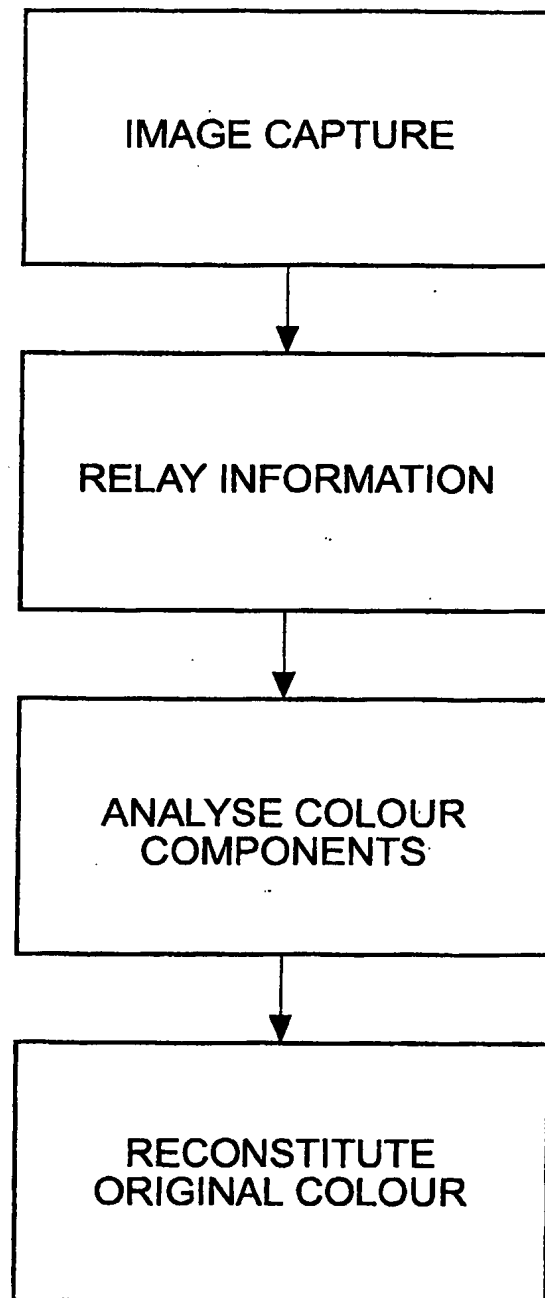 IMAGE CAPTURE
RELAY INFORMATION
ANALYSE COLOUR
COMPONENTS
RECONSTITUTE
ORIGINAL COLOUR